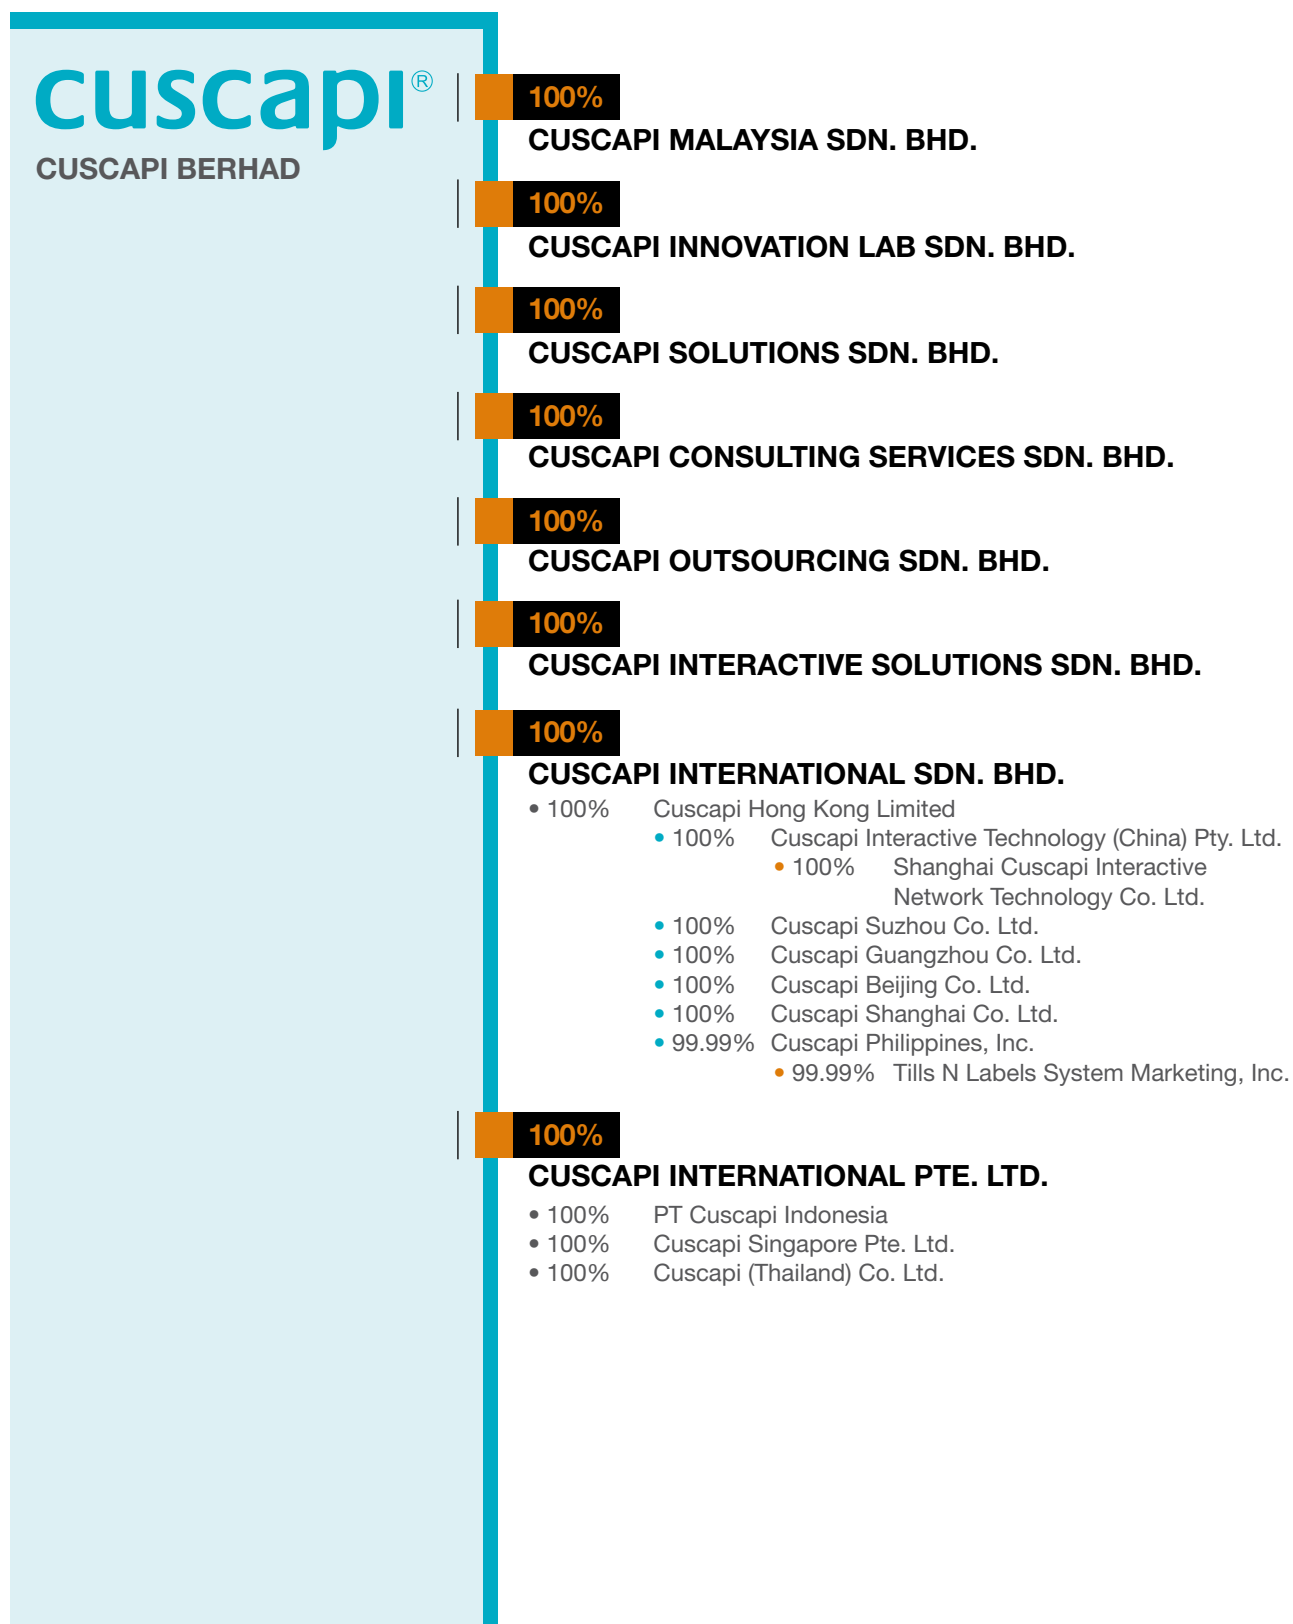 cuscapi®
CUSCAPI BERHAD
100%
CUSCAPI MALAYSIA SDN. BHD.
100%
CUSCAPI INNOVATION LAB SDN. BHD.
100%
CUSCAPI SOLUTIONS SDN. BHD.
100%
CUSCAPI CONSULTING SERVICES SDN. BHD.
100%
CUSCAPI OUTSOURCING SDN. BHD.
100%
CUSCAPI INTERACTIVE SOLUTIONS SDN. BHD.
100%
CUSCAPI INTERNATIONAL SDN. BHD.
• 100% Cuscapi Hong Kong Limited
• 100% Cuscapi Interactive Technology (China) Pty. Ltd.
• 100% Shanghai Cuscapi Interactive
Network Technology Co. Ltd.
• 100% Cuscapi Suzhou Co. Ltd.
• 100% Cuscapi Guangzhou Co. Ltd.
• 100% Cuscapi Beijing Co. Ltd.
• 100% Cuscapi Shanghai Co. Ltd.
• 99.99% Cuscapi Philippines, Inc.
• 99.99% Tills N Labels System Marketing, Inc.
100%
CUSCAPI INTERNATIONAL PTE. LTD.
• 100% PT Cuscapi Indonesia
• 100% Cuscapi Singapore Pte. Ltd.
• 100% Cuscapi (Thailand) Co. Ltd.